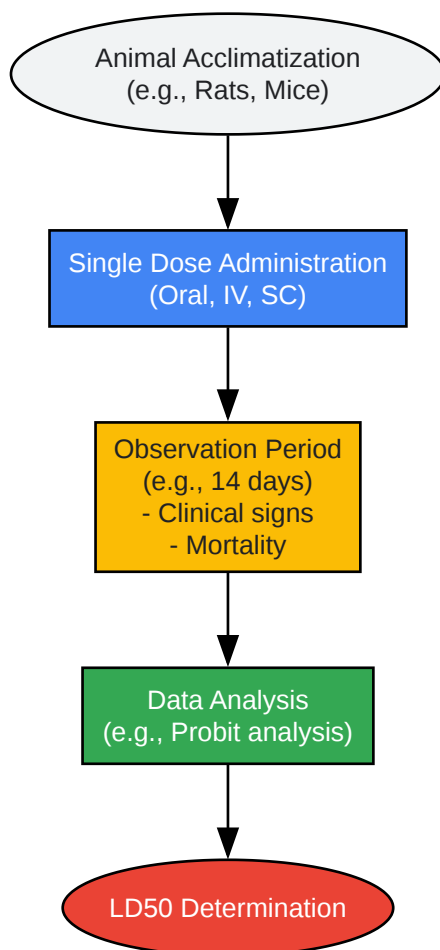 Animal Acclimatization
(e.g., Rats, Mice)
Single Dose Administration
(Oral, IV, SC)
Observation Period
(e.g., 14 days)
- Clinical signs
- Mortality
Data Analysis
(e.g., Probit analysis)
LD50 Determination